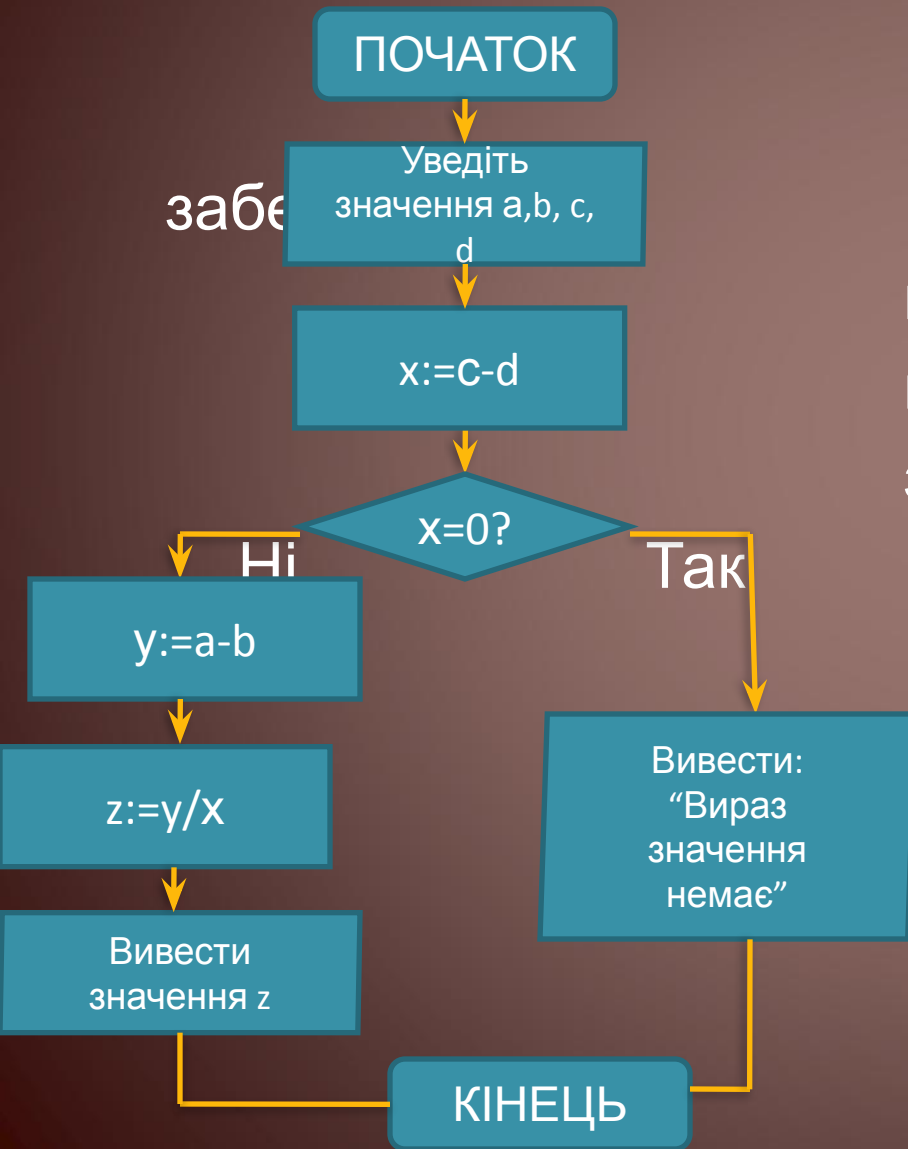 ПОЧАТОК
Уведіть
значення a,b, c,
d
x:=c-d
x=0?
Ні
Так
y:=a-b
z:=y/x
Вивести:
“Вираз
значення
немає”
Вивести
значення z
КІНЕЦЬ